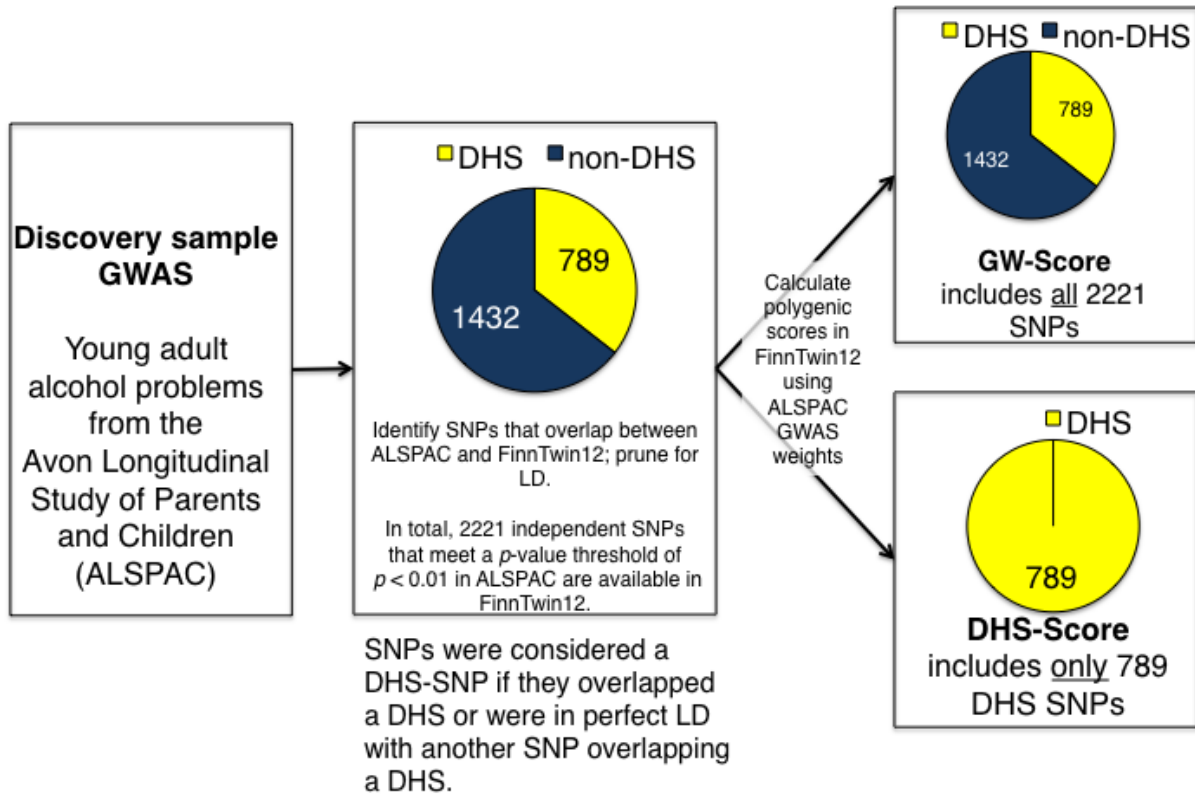 Discovery sample
GWAS
Young adult
alcohol problems
from the
Avon Longitudinal
Study of Parents
and Children
(ALSPAC)
DHS non-DHS
789
1432
Identify SNPs that overlap between
ALSPAC and FinnTwin12; prune for
LD.
In total, 2221 independent SNPs
that meet a p-value threshold of
p < 0.01 in ALSPAC are available in
FinnTwin12.
SNPs were considered a
DHS-SNP if they overlapped
a DHS or were in perfect LD
with another SNP overlapping
a DHS.
Calculate
polygenic
scores in
FinnTwin12
using
ALSPAC
GWAS
weights
DHS non-DHS
789
1432
GW-Score
includes all 2221
SNPs
DHS
789
DHS-Score
includes only 789
DHS SNPs